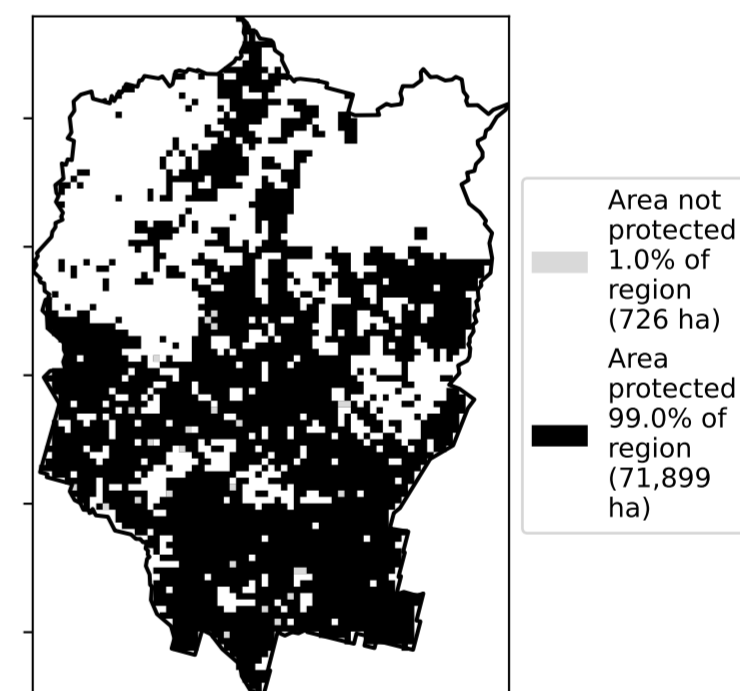 Area not
protected
1.0% of
region
(726 ha)
Area
protected
99.0% of
region
(71,899
ha)